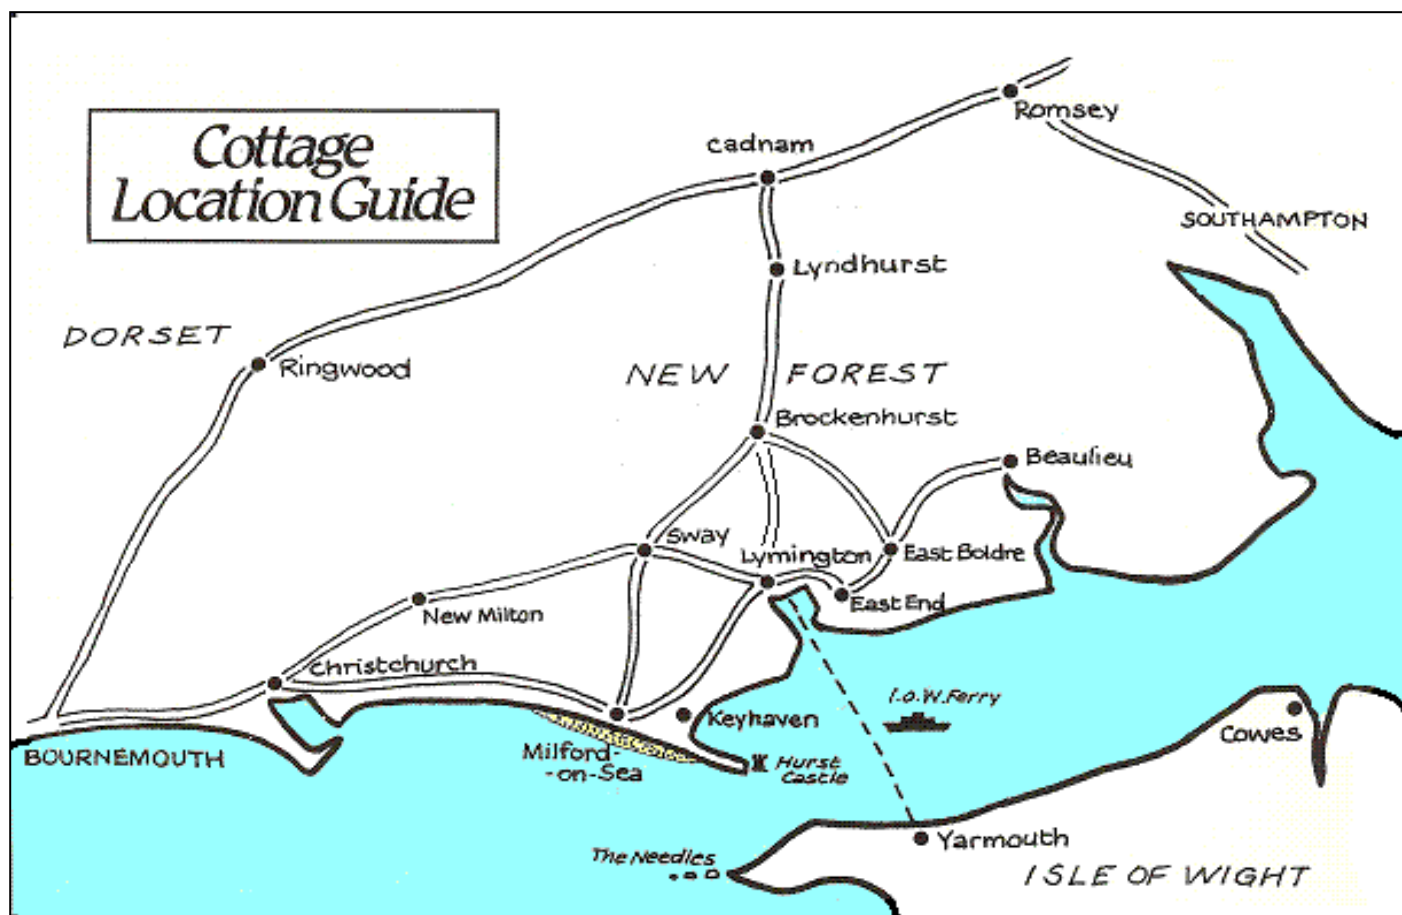 Cottage
Location Guide
Romsey
Cadnam
SOUTHAMPTON
Lyndhurst
DORSET
Ringwood
NEW FOREST
Brockenhurst
Beaulieu
Sway
Lymington
East Boldre
East End
New Milton
Christchurch
I.o.W. Ferry
Keyhaven
Cowes
BOURNEMOUTH
Milford-
-on-Sea
Hurst
Castle
Yarmouth
The Needles
ISLE OF WIGHT